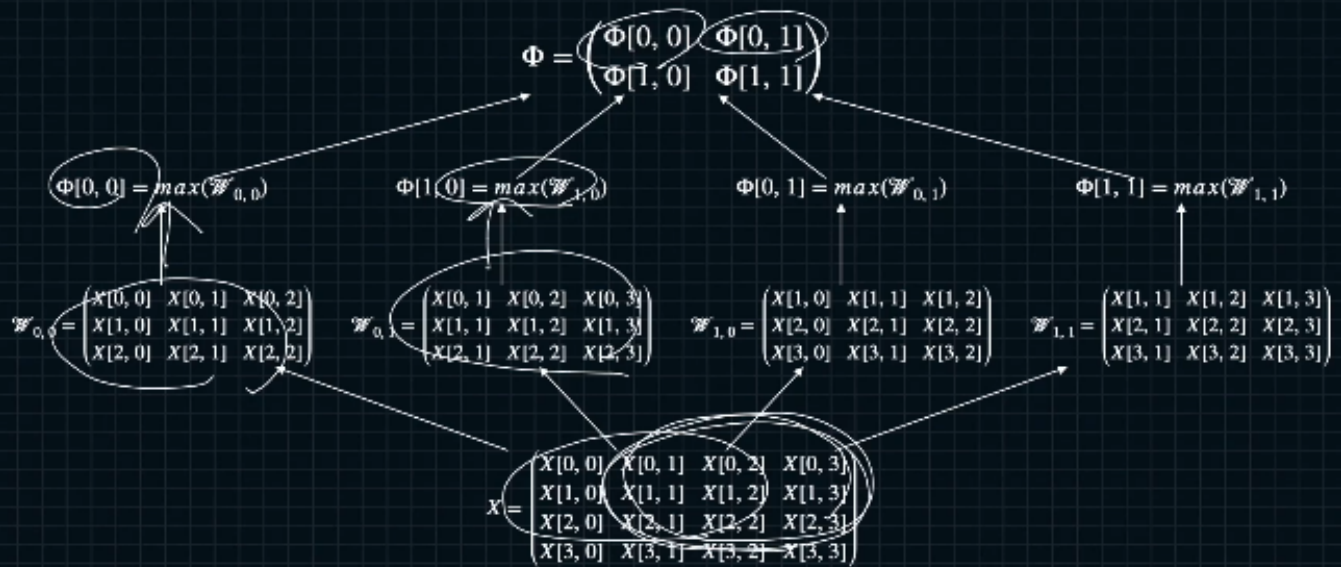 Φ = (Φ[0, 0] Φ[0, 1]
Φ[1, 0] Φ[1, 1])
Φ[0, 0] = max(𝒲0, 0)
Φ[1, 0] = max(𝒲1, 0)
Φ[0, 1] = max(𝒲0, 1)
Φ[1, 1] = max(𝒲1, 1)
𝒲0, 0 = (X[0, 0] X[0, 1] X[0, 2]
X[1, 0] X[1, 1] X[1, 2]
X[2, 0] X[2, 1] X[2, 2])
𝒲0, 1 = (X[0, 1] X[0, 2] X[0, 3]
X[1, 1] X[1, 2] X[1, 3]
X[2, 1] X[2, 2] X[2, 3])
𝒲1, 0 = (X[1, 0] X[1, 1] X[1, 2]
X[2, 0] X[2, 1] X[2, 2]
X[3, 0] X[3, 1] X[3, 2])
𝒲1, 1 = (X[1, 1] X[1, 2] X[1, 3]
X[2, 1] X[2, 2] X[2, 3]
X[3, 1] X[3, 2] X[3, 3])
X = (X[0, 0] X[0, 1] X[0, 2] X[0, 3]
X[1, 0] X[1, 1] X[1, 2] X[1, 3]
X[2, 0] X[2, 1] X[2, 2] X[2, 3]
X[3, 0] X[3, 1] X[3, 2] X[3, 3])